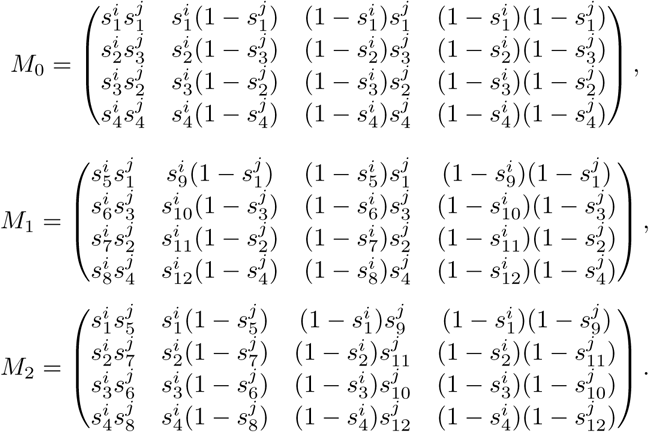 M_0 = \begin{pmatrix} s_1^i s_1^j & s_1^i(1-s_1^j) & (1-s_1^i)s_1^j & (1-s_1^i)(1-s_1^j) \\
s_2^i s_3^j & s_2^i(1-s_3^j) & (1-s_2^i)s_3^j & (1-s_2^i)(1-s_3^j) \\
s_3^i s_2^j & s_3^i(1-s_2^j) & (1-s_3^i)s_2^j & (1-s_3^i)(1-s_2^j) \\
s_4^i s_4^j & s_4^i(1-s_4^j) & (1-s_4^i)s_4^j & (1-s_4^i)(1-s_4^j) \end{pmatrix},
M_1 = \begin{pmatrix} s_5^i s_1^j & s_9^i(1-s_1^j) & (1-s_5^i)s_1^j & (1-s_9^i)(1-s_1^j) \\
s_6^i s_3^j & s_{10}^i(1-s_3^j) & (1-s_6^i)s_3^j & (1-s_{10}^i)(1-s_3^j) \\
s_7^i s_2^j & s_{11}^i(1-s_2^j) & (1-s_7^i)s_2^j & (1-s_{11}^i)(1-s_2^j) \\
s_8^i s_4^j & s_{12}^i(1-s_4^j) & (1-s_8^i)s_4^j & (1-s_{12}^i)(1-s_4^j) \end{pmatrix},
M_2 = \begin{pmatrix} s_1^i s_5^j & s_1^i(1-s_5^j) & (1-s_1^i)s_9^j & (1-s_1^i)(1-s_9^j) \\
s_2^i s_7^j & s_2^i(1-s_7^j) & (1-s_2^i)s_{11}^j & (1-s_2^i)(1-s_{11}^j) \\
s_3^i s_6^j & s_3^i(1-s_6^j) & (1-s_3^i)s_{10}^j & (1-s_3^i)(1-s_{10}^j) \\
s_4^i s_8^j & s_4^i(1-s_8^j) & (1-s_4^i)s_{12}^j & (1-s_4^i)(1-s_{12}^j) \end{pmatrix}.